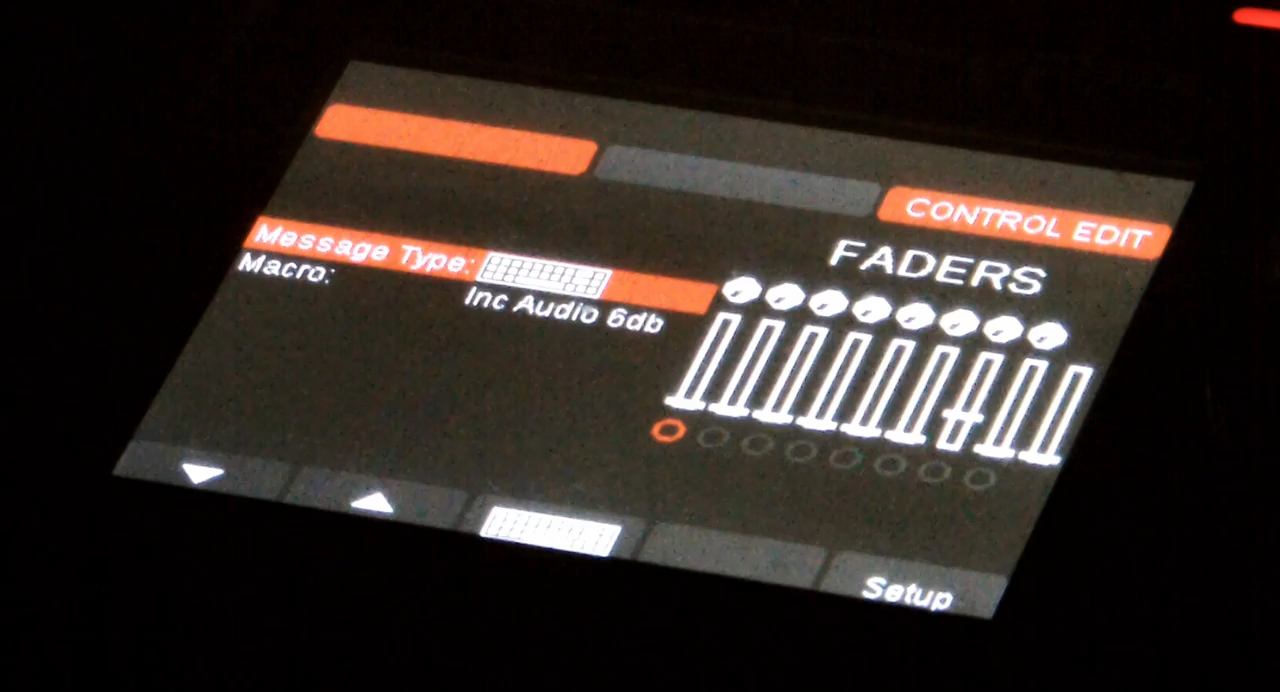 CONTROL EDIT
FADERS
Message Type:
Macro:
Inc Audio 6db
Setup